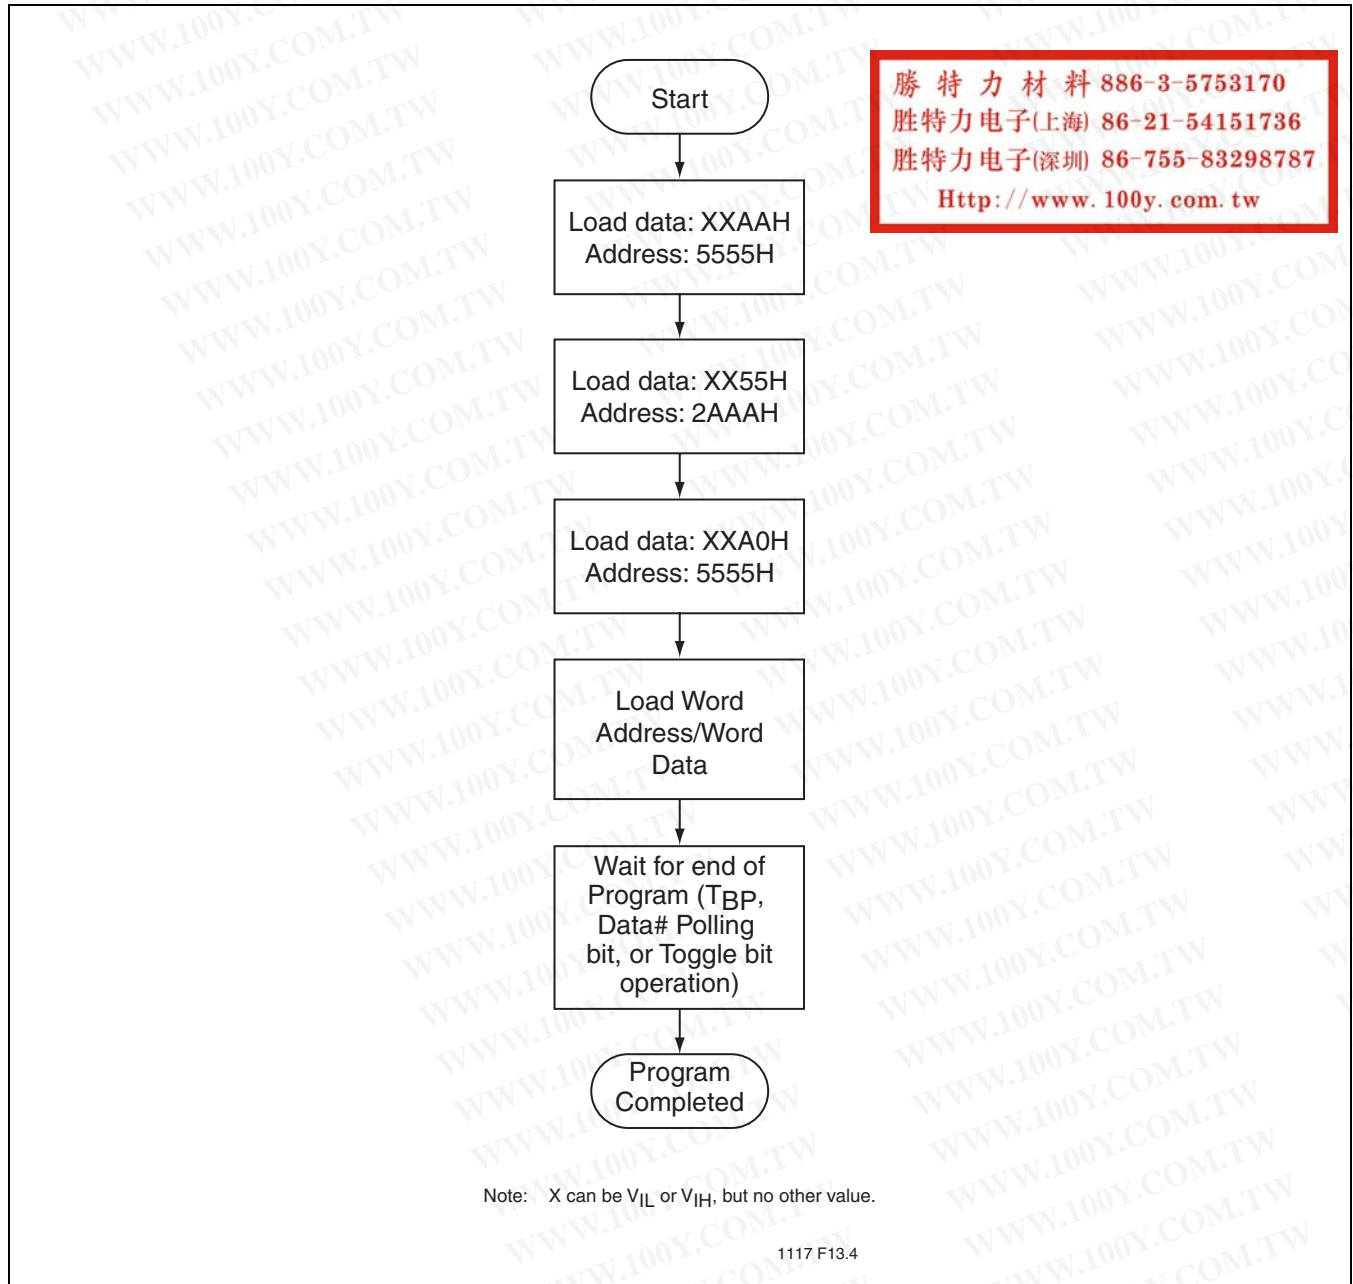 Start
勝特力材料 886-3-5753170
胜特力电子(上海) 86-21-54151736
胜特力电子(深圳) 86-755-83298787
Http://www.100y.com.tw
Load data: XXAAH
Address: 5555H
Load data: XX55H
Address: 2AAAH
Load data: XXA0H
Address: 5555H
Load Word
Address/Word
Data
Wait for end of
Program (TBP,
Data# Polling
bit, or Toggle bit
operation)
Program
Completed
Note: X can be VIL or VIH, but no other value.
1117 F13.4
WWW.100Y.COM.TW